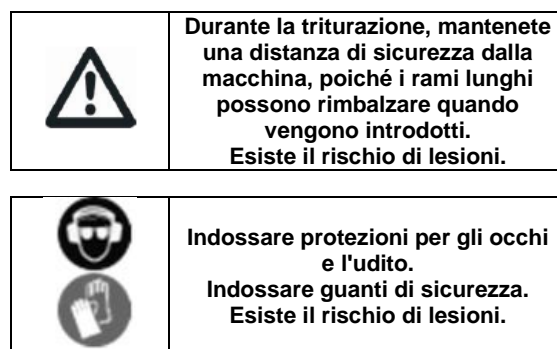 Durante la triturazione, mantenete
una distanza di sicurezza dalla
macchina, poiché i rami lunghi
possono rimbalzare quando
vengono introdotti.
Esiste il rischio di lesioni.
Indossare protezioni per gli occhi
e l'udito.
Indossare guanti di sicurezza.
Esiste il rischio di lesioni.